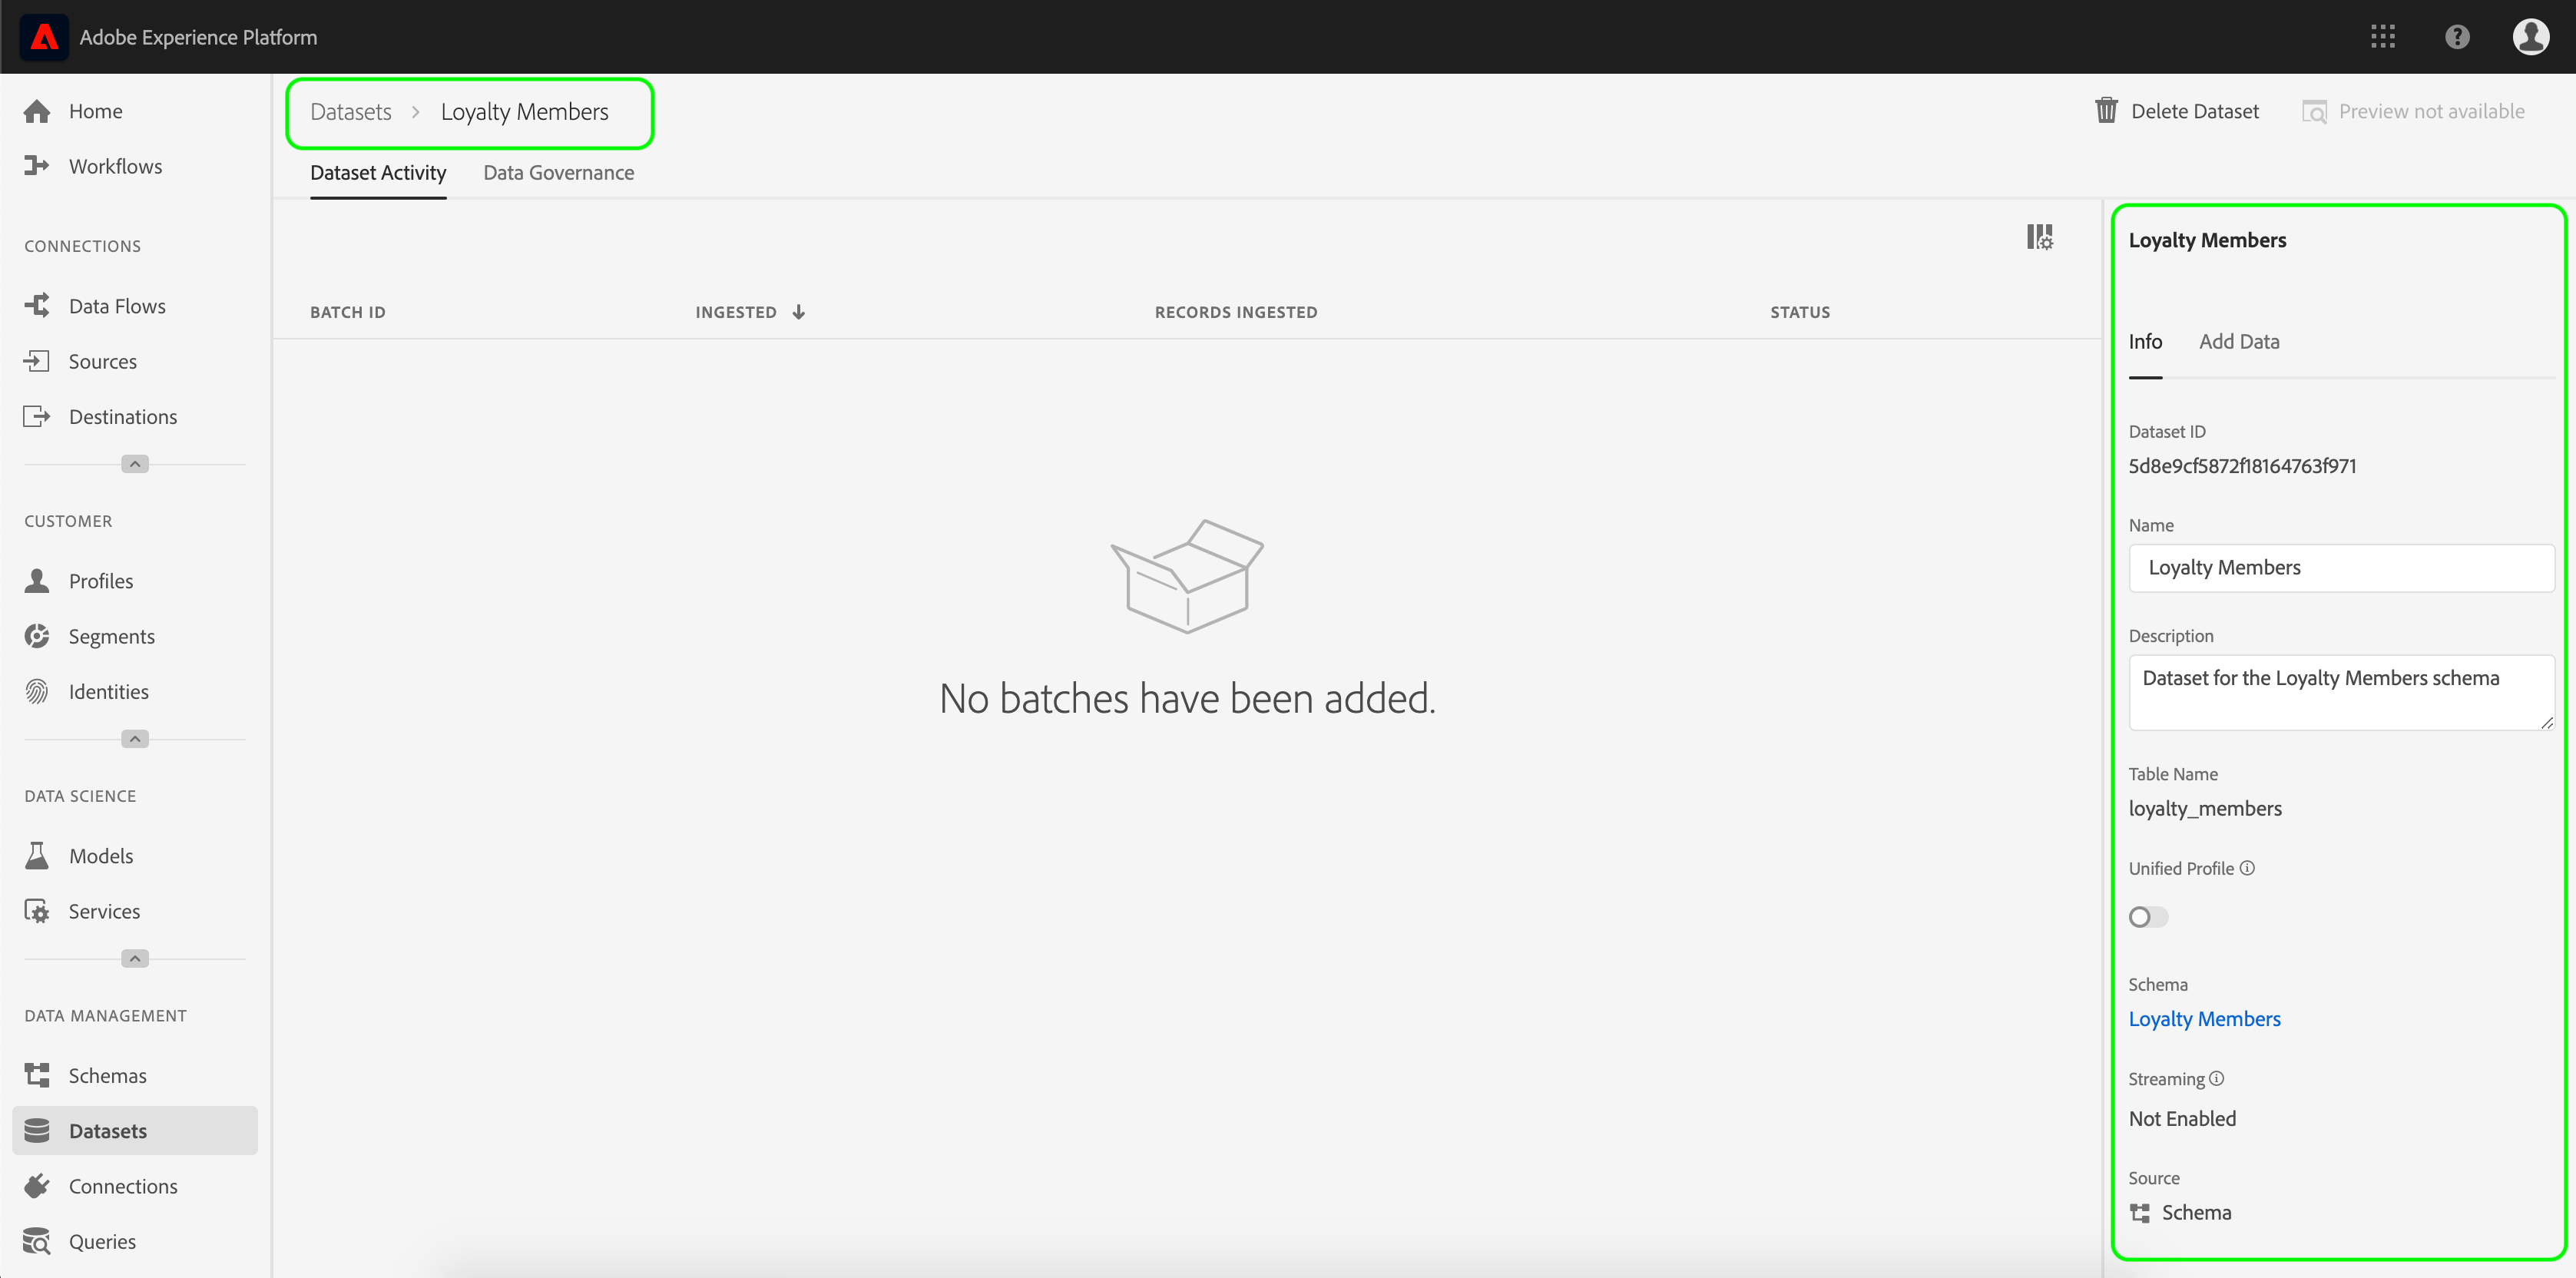 Adobe Experience Platform
Home
Workflows
CONNECTIONS
Data Flows
Sources
Destinations
CUSTOMER
Profiles
Segments
Identities
DATA SCIENCE
Models
Services
DATA MANAGEMENT
Schemas
Datasets
Connections
Queries
Datasets > Loyalty Members
Delete Dataset Preview not available
Dataset Activity Data Governance
BATCH ID INGESTED ↓ RECORDS INGESTED STATUS
No batches have been added.
Loyalty Members
Info Add Data
Dataset ID
5d8e9cf5872f18164763f971
Name
Loyalty Members
Description
Dataset for the Loyalty Members schema
Table Name
loyalty_members
Unified Profile
Schema
Loyalty Members
Streaming
Not Enabled
Source
Schema